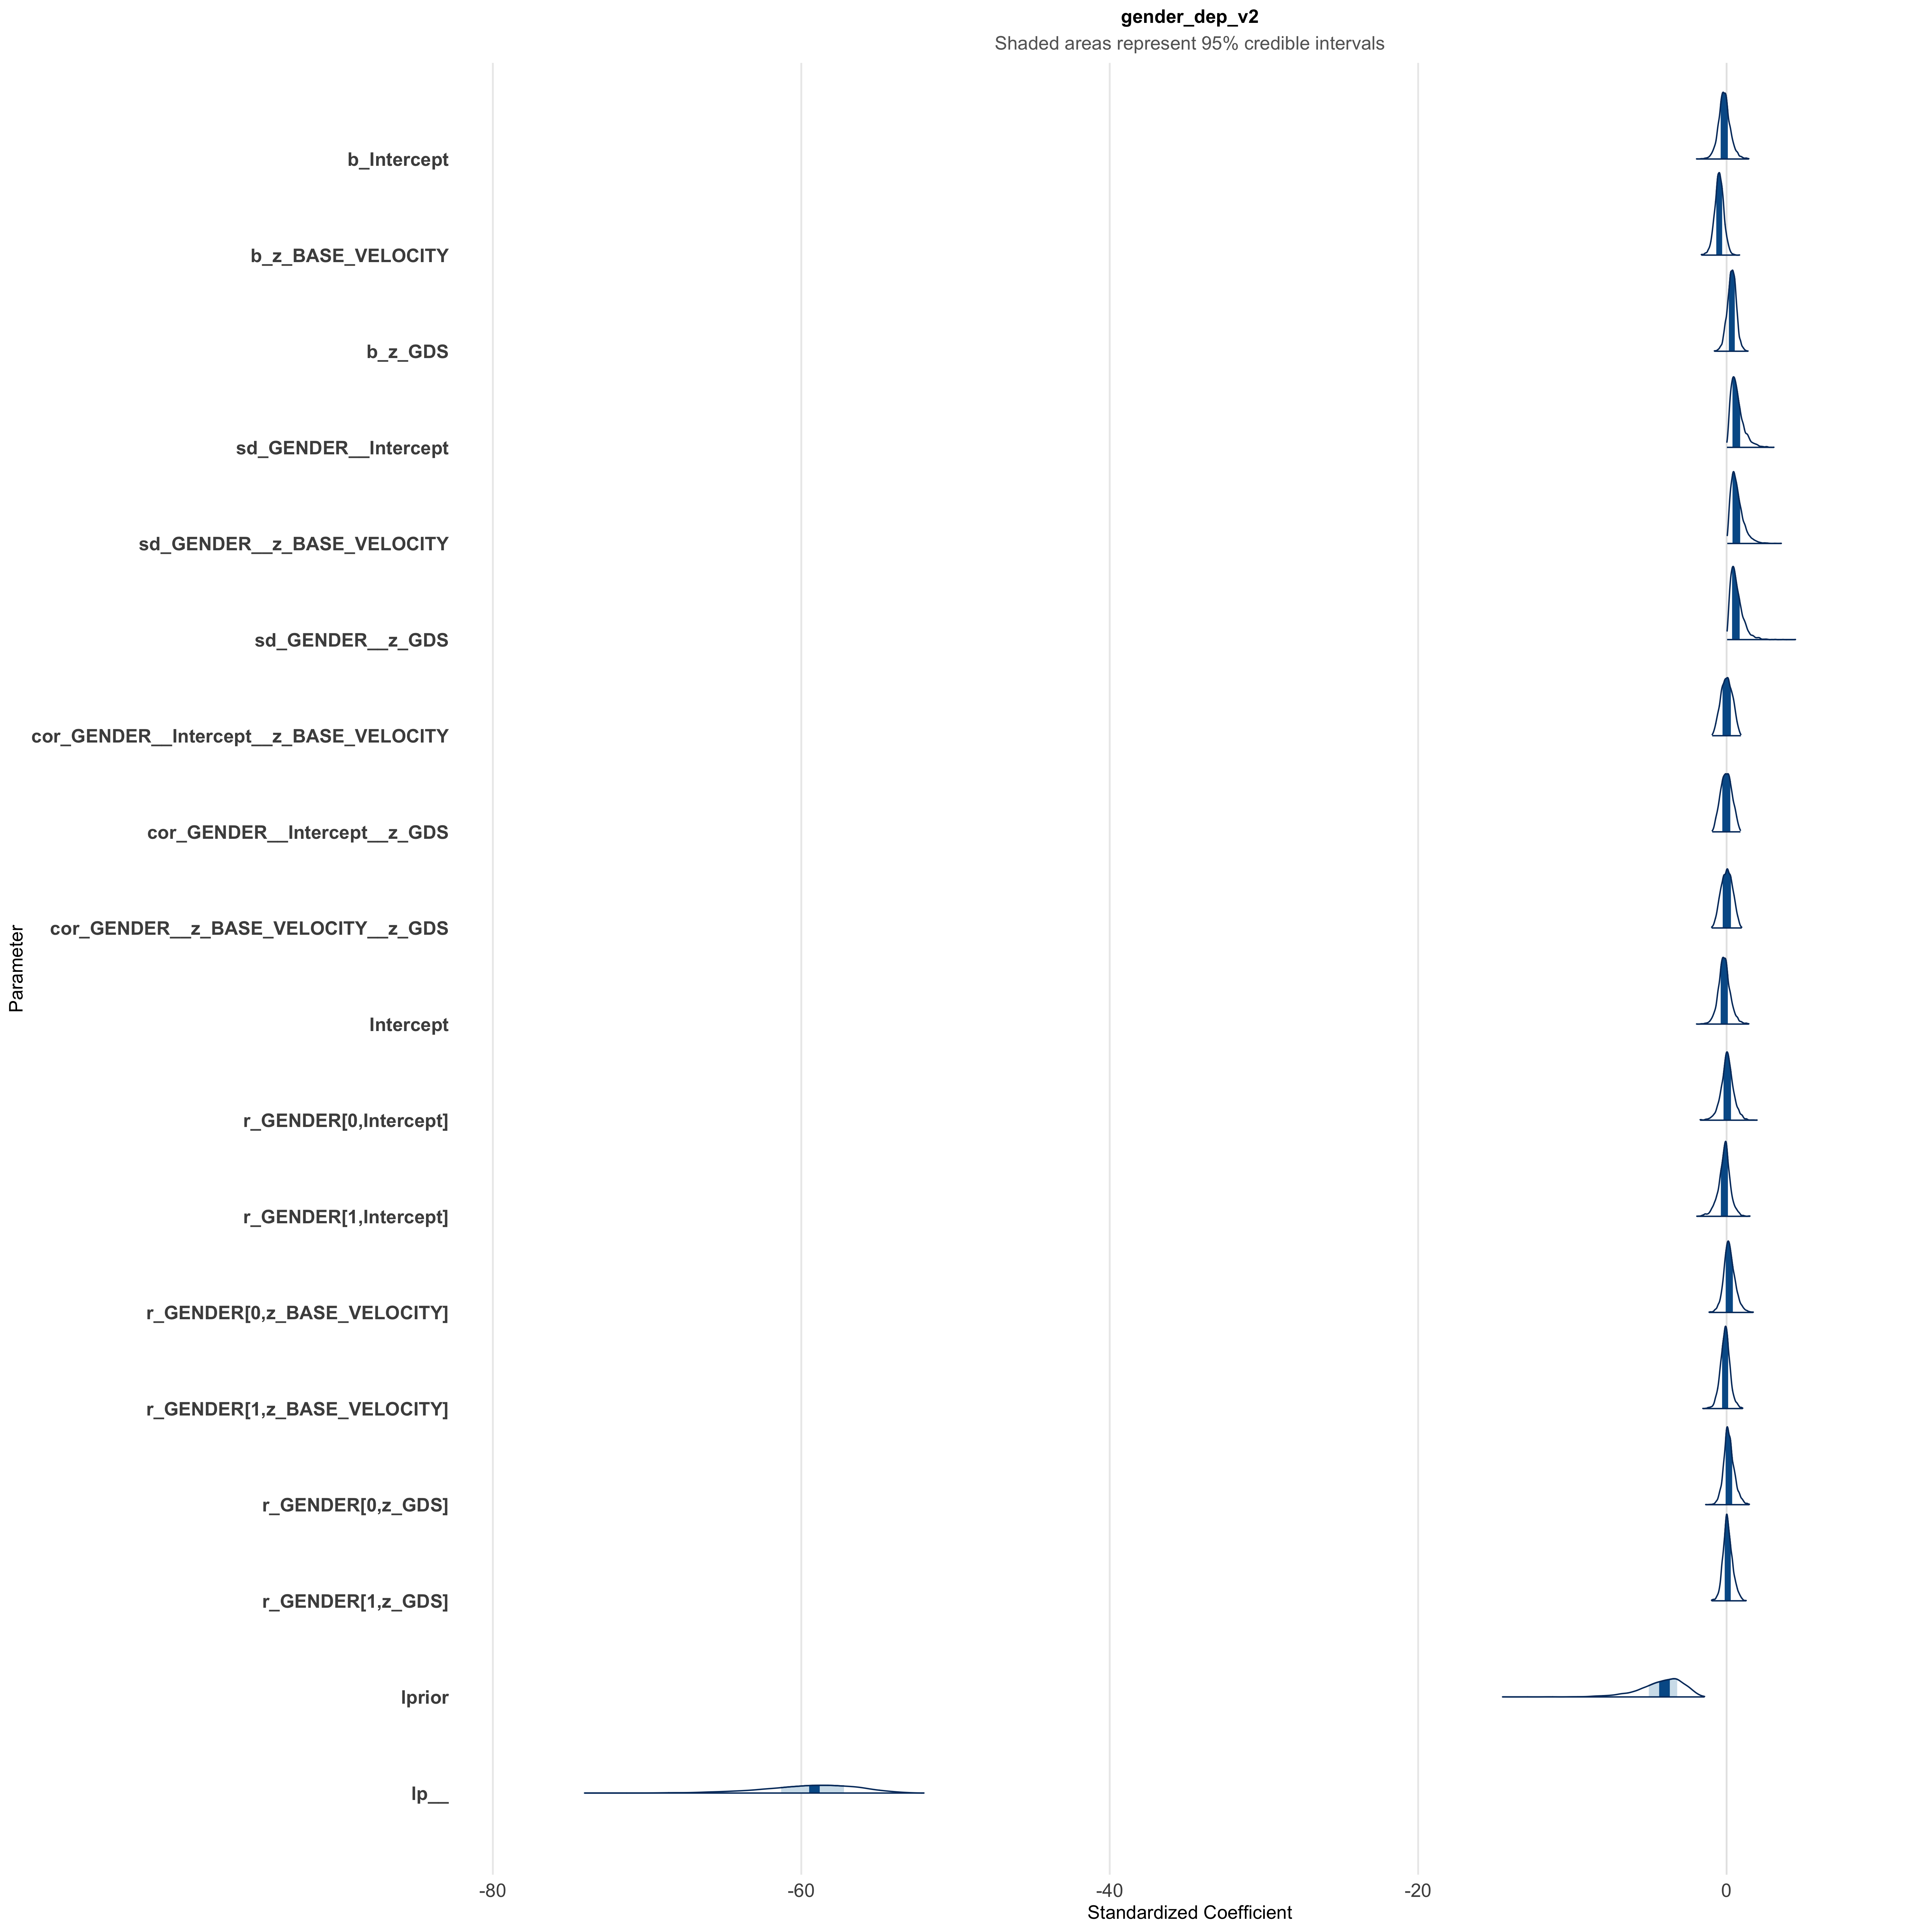 gender_dep_v2
Shaded areas represent 95% credible intervals
b_Intercept
b_z_BASE_VELOCITY
b_z_GDS
sd_GENDER__Intercept
sd_GENDER__z_BASE_VELOCITY
sd_GENDER__z_GDS
cor_GENDER__Intercept__z_BASE_VELOCITY
cor_GENDER__Intercept__z_GDS
cor_GENDER__z_BASE_VELOCITY__z_GDS
Intercept
r_GENDER[0,Intercept]
r_GENDER[1,Intercept]
r_GENDER[0,z_BASE_VELOCITY]
r_GENDER[1,z_BASE_VELOCITY]
r_GENDER[0,z_GDS]
r_GENDER[1,z_GDS]
lprior
lp__
Parameter
-80 -60 -40 -20 0
Standardized Coefficient